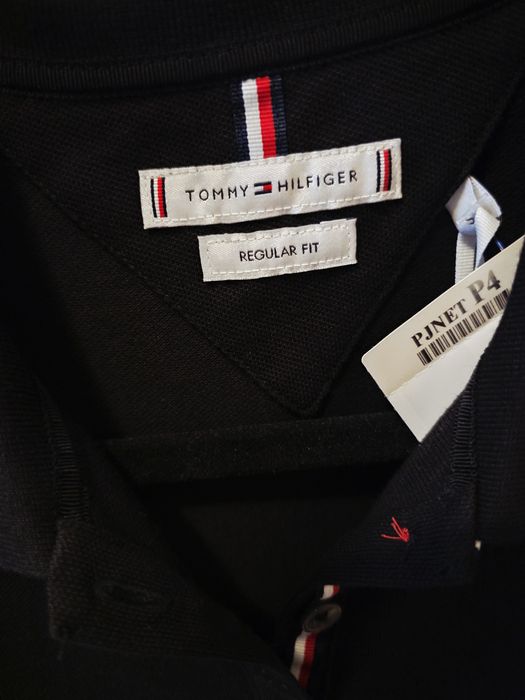 TOMMY HILFIGER
REGULAR FIT
PJNET P4